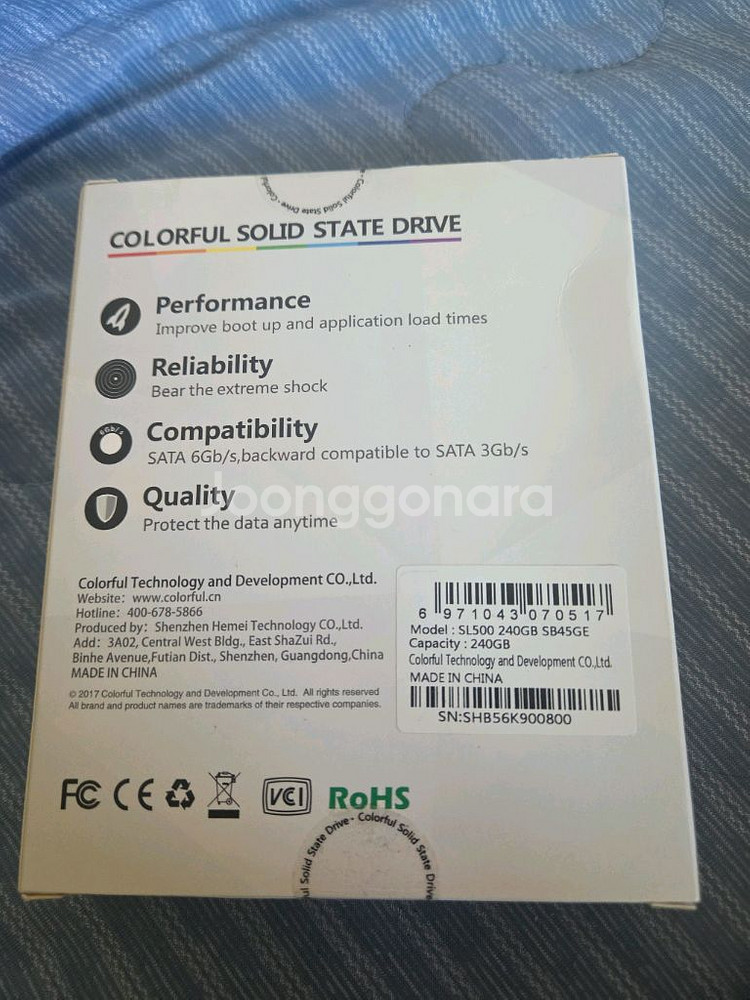 Colorful Solid State Drive · Colorful
COLORFUL SOLID STATE DRIVE
Performance
Improve boot up and application load times
Reliability
Bear the extreme shock
6Gb/s
Compatibility
SATA 6Gb/s,backward compatible to SATA 3Gb/s
Quality
Protect the data anytime
Joonggonara
Colorful Technology and Development CO.,Ltd.
Website: www.colorful.cn
Hotline: 400-678-5866
Produced by: Shenzhen Hemei Technology CO.,Ltd.
Add: 3A02, Central West Bldg., East ShaZui Rd.,
Binhe Avenue,Futian Dist., Shenzhen, Guangdong,China
MADE IN CHINA
© 2017 Colorful Technology and Development Co., Ltd. All rights reserved
All brand and product names are trademarks of their respective companies.
6 971043 070517
Model : SL500 240GB SB45GE
Capacity : 240GB
Colorful Technology and Development CO.,Ltd.
MADE IN CHINA
SN:SHB56K900800
FC CE VCI RoHS
ul Solid State Drive · Colorful Solid State Drive